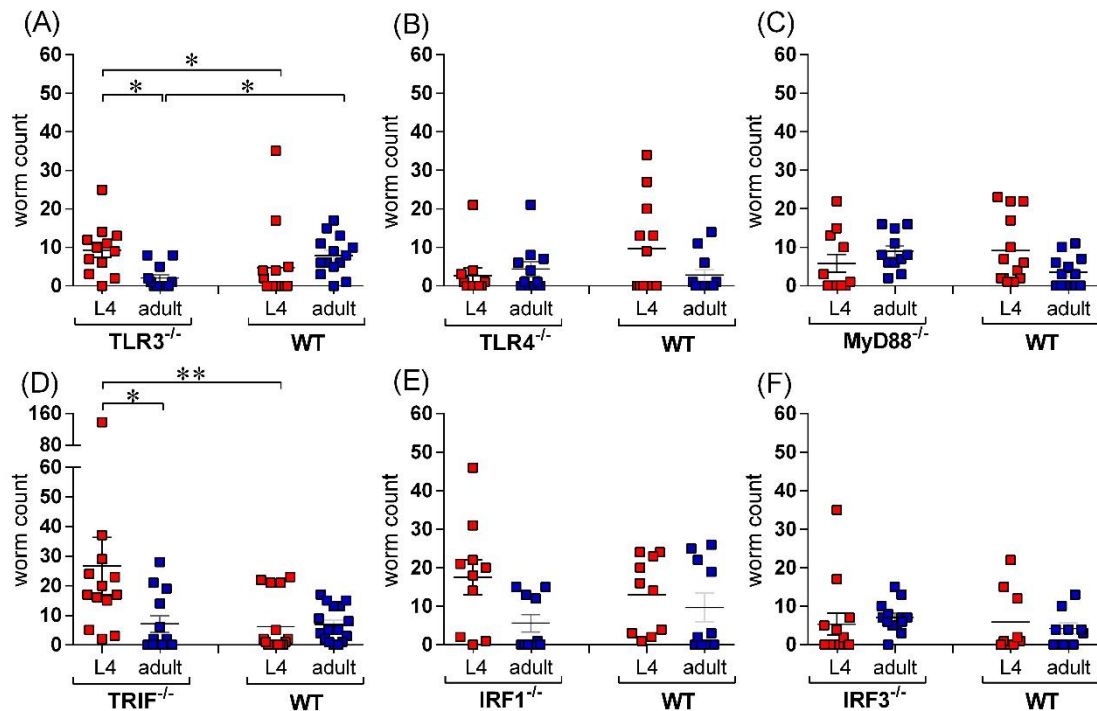 (A)
*
*
*
worm count
60
50
40
30
20
10
0
L4 adult L4 adult
TLR3-/- WT
(B)
worm count
60
50
40
30
20
10
0
L4 adult L4 adult
TLR4-/- WT
(C)
worm count
60
50
40
30
20
10
0
L4 adult L4 adult
MyD88-/- WT
(D)
**
*
worm count
160
80
60
50
40
30
20
10
0
L4 adult L4 adult
TRIF-/- WT
(E)
worm count
60
50
40
30
20
10
0
L4 adult L4 adult
IRF1-/- WT
(F)
worm count
60
50
40
30
20
10
0
L4 adult L4 adult
IRF3-/- WT